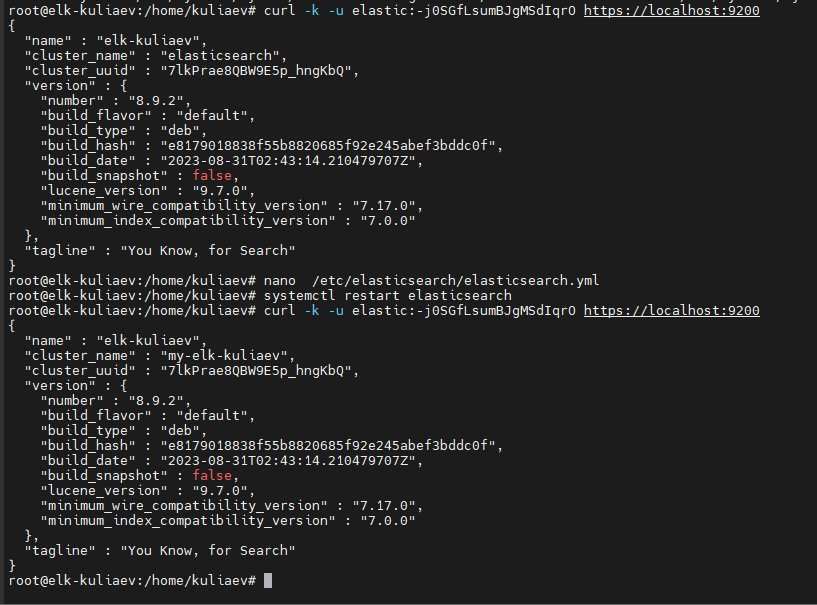 root@elk-kuliaev:/home/kuliaev# curl -k -u elastic:-j0SGfLsumBJgMSdIqrO https://localhost:9200
{
  "name" : "elk-kuliaev",
  "cluster_name" : "elasticsearch",
  "cluster_uuid" : "7lkPrae8QBW9E5p_hngKbQ",
  "version" : {
    "number" : "8.9.2",
    "build_flavor" : "default",
    "build_type" : "deb",
    "build_hash" : "e8179018838f55b8820685f92e245abef3bddc0f",
    "build_date" : "2023-08-31T02:43:14.210479707Z",
    "build_snapshot" : false,
    "lucene_version" : "9.7.0",
    "minimum_wire_compatibility_version" : "7.17.0",
    "minimum_index_compatibility_version" : "7.0.0"
  },
  "tagline" : "You Know, for Search"
}
root@elk-kuliaev:/home/kuliaev# nano  /etc/elasticsearch/elasticsearch.yml
root@elk-kuliaev:/home/kuliaev# systemctl restart elasticsearch
root@elk-kuliaev:/home/kuliaev# curl -k -u elastic:-j0SGfLsumBJgMSdIqrO https://localhost:9200
{
  "name" : "elk-kuliaev",
  "cluster_name" : "my-elk-kuliaev",
  "cluster_uuid" : "7lkPrae8QBW9E5p_hngKbQ",
  "version" : {
    "number" : "8.9.2",
    "build_flavor" : "default",
    "build_type" : "deb",
    "build_hash" : "e8179018838f55b8820685f92e245abef3bddc0f",
    "build_date" : "2023-08-31T02:43:14.210479707Z",
    "build_snapshot" : false,
    "lucene_version" : "9.7.0",
    "minimum_wire_compatibility_version" : "7.17.0",
    "minimum_index_compatibility_version" : "7.0.0"
  },
  "tagline" : "You Know, for Search"
}
root@elk-kuliaev:/home/kuliaev#